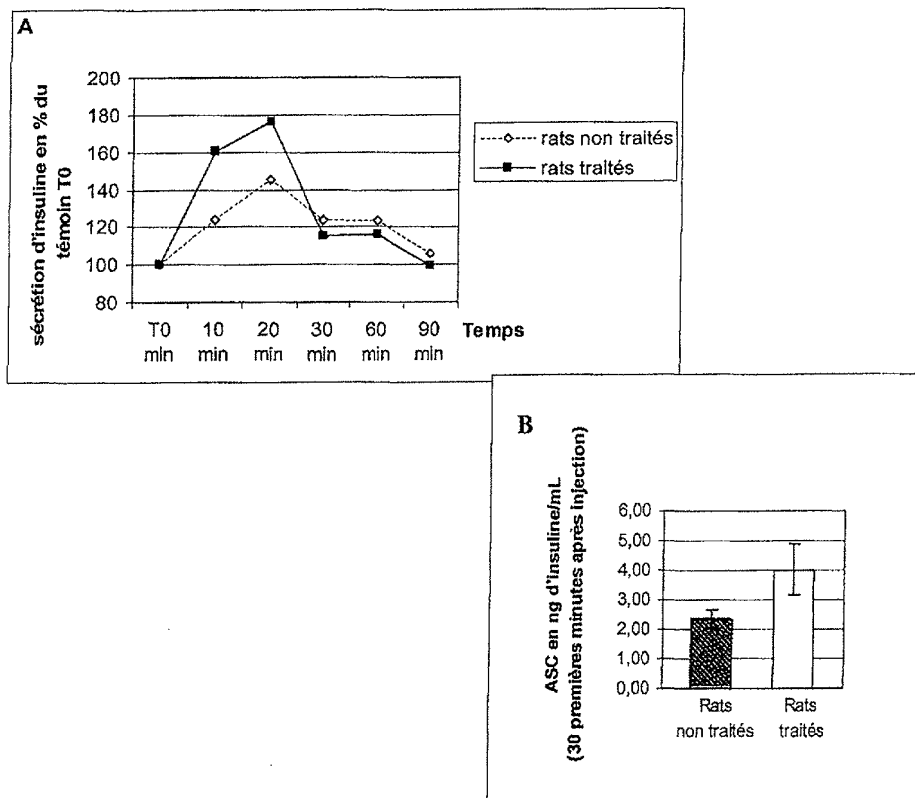 A
sécrétion d'insuline en % du
témoin T0
200
180
160
140
120
100
80
T0 10 20 30 60 90 Temps
min min min min min min
rats non traités
rats traités
B
ASC en ng d'insuline/mL
(30 premières minutes après injection)
6,00
5,00
4,00
3,00
2,00
1,00
0,00
Rats Rats
non traités traités